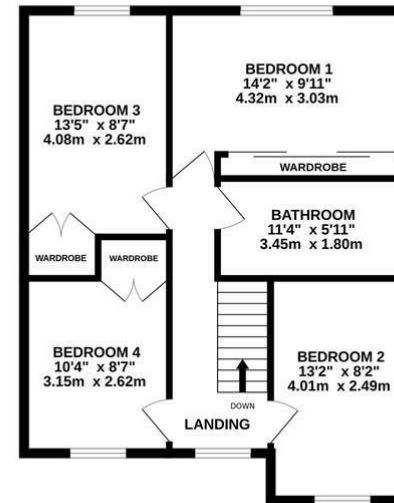 BEDROOM 1
14'2" x 9'11"
4.32m x 3.03m
BEDROOM 3
13'5" x 8'7"
4.08m x 2.62m
WARDROBE
BATHROOM
11'4" x 5'11"
3.45m x 1.80m
WARDROBE
WARDROBE
BEDROOM 4
10'4" x 8'7"
3.15m x 2.62m
BEDROOM 2
13'2" x 8'2"
4.01m x 2.49m
DOWN
LANDING